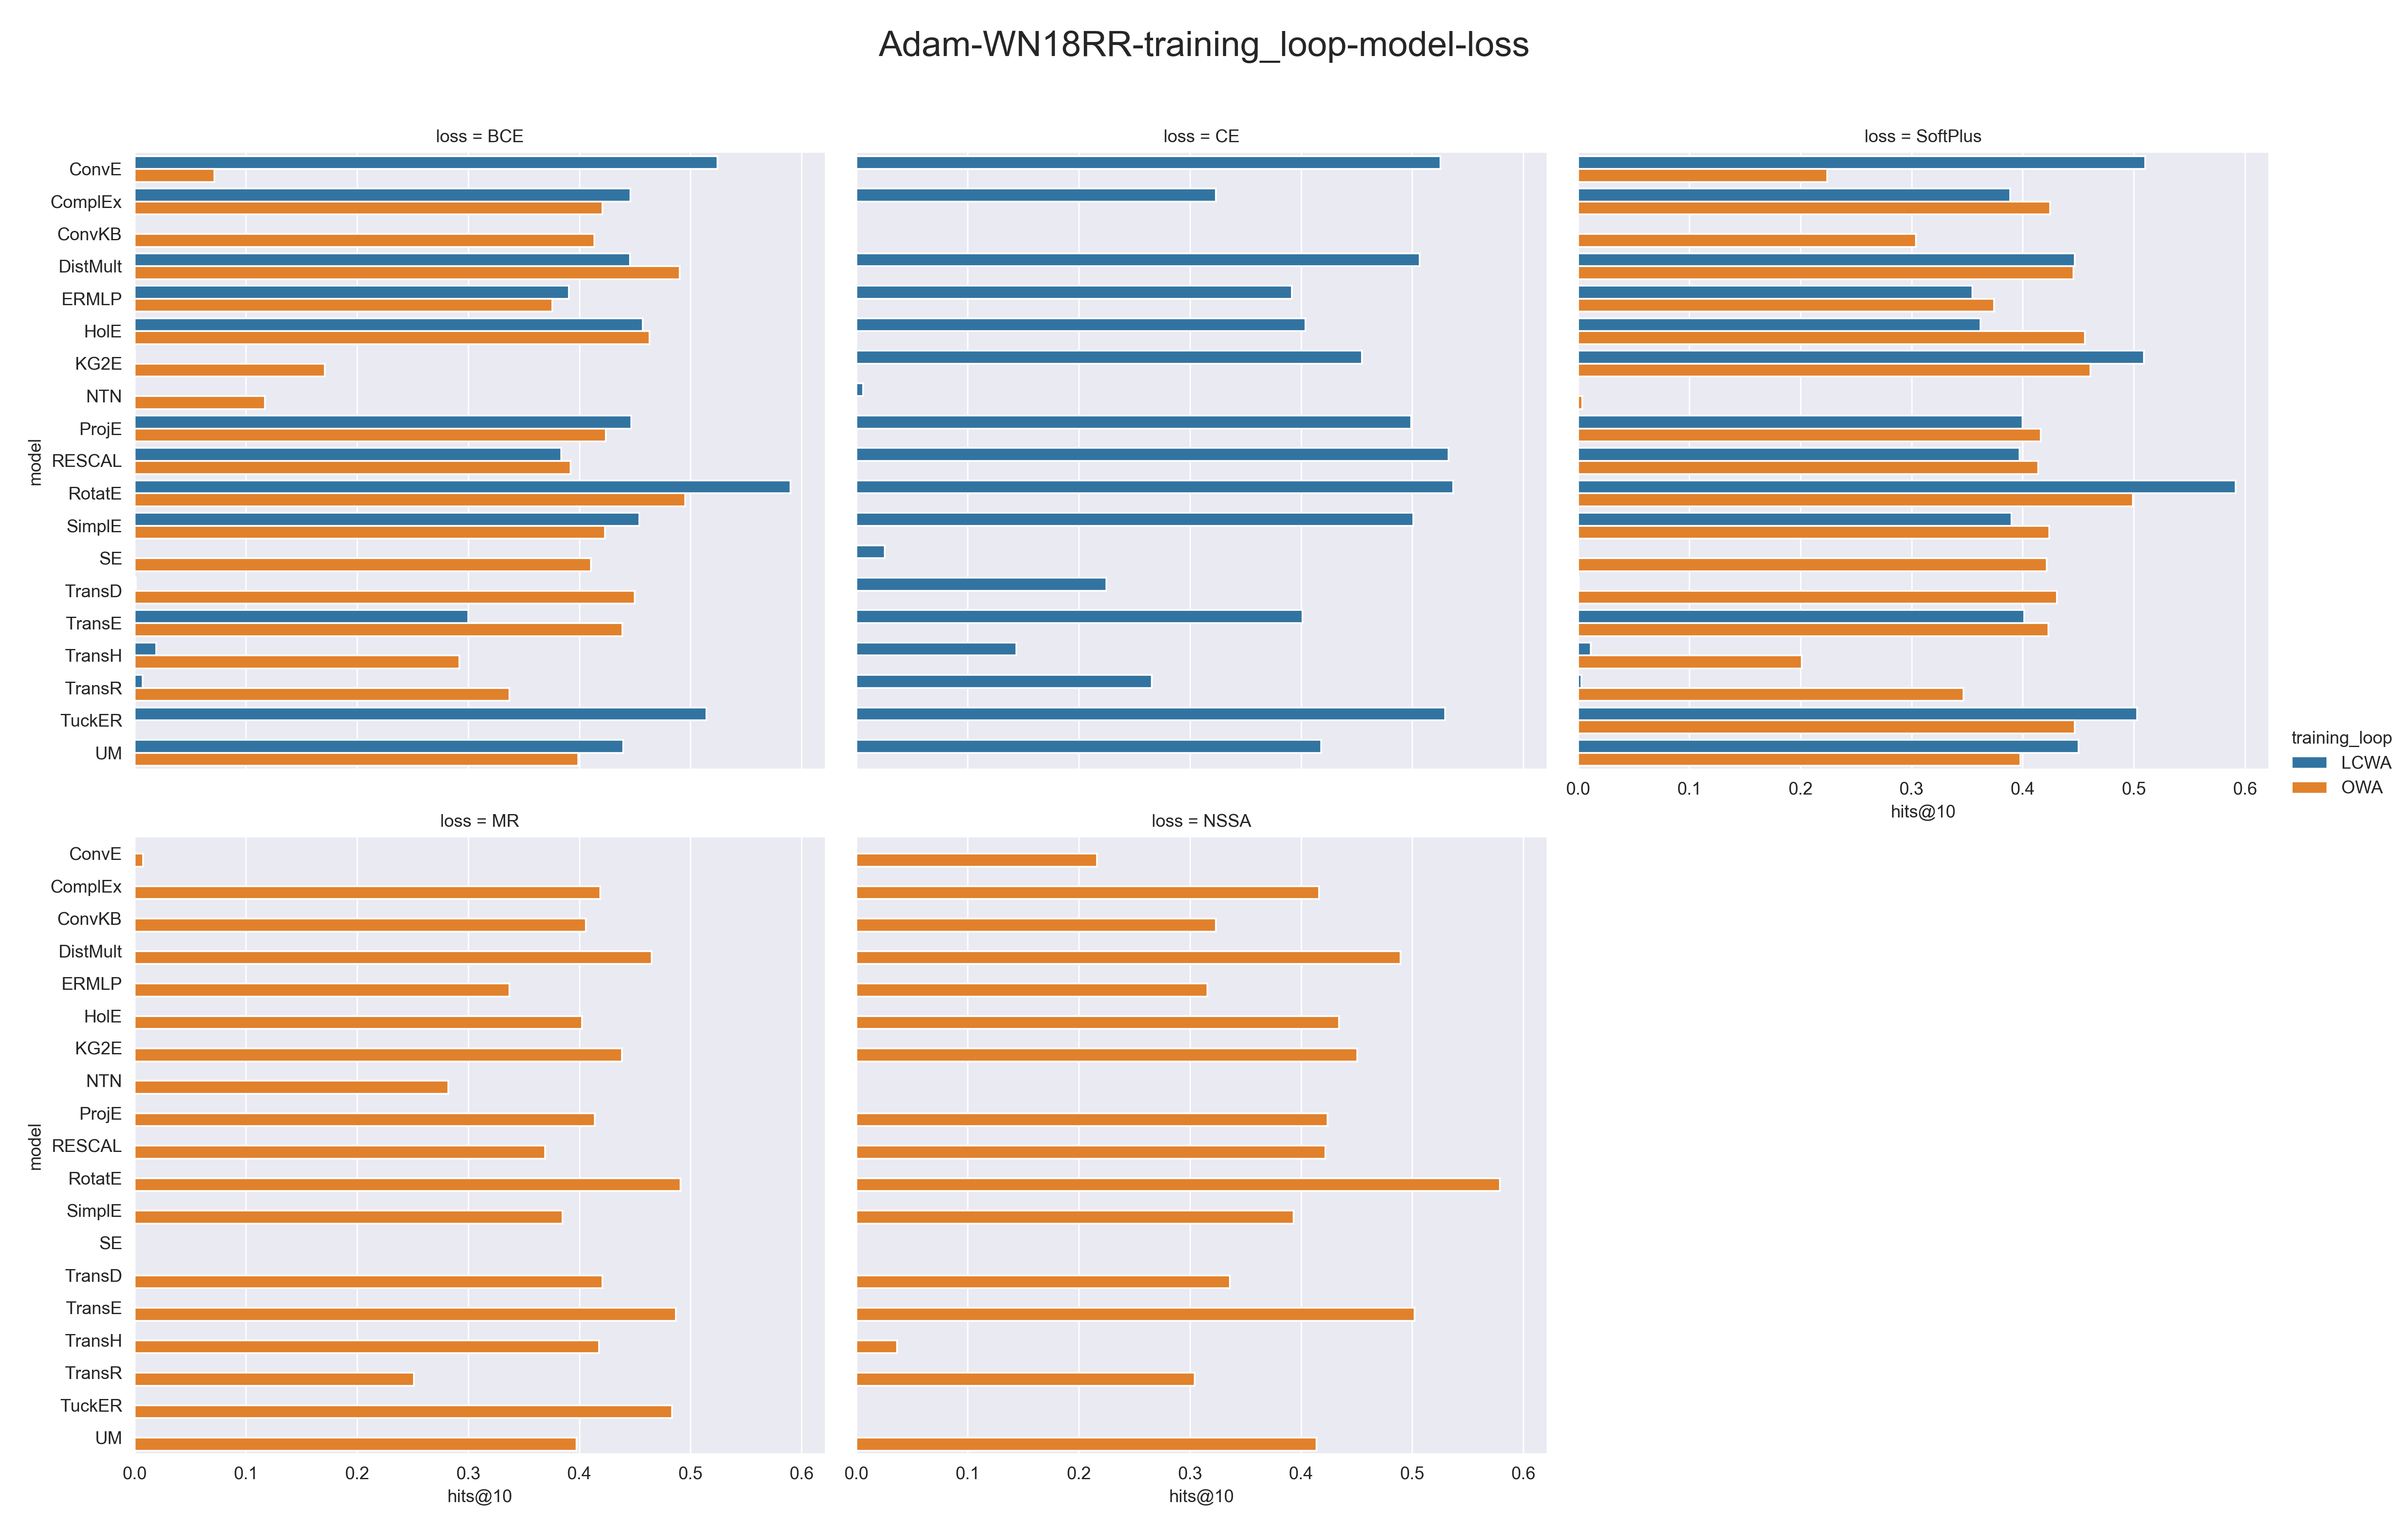 Adam-WN18RR-training_loop-model-loss
loss = BCE
loss = CE
loss = SoftPlus
model
ConvE
ComplEx
ConvKB
DistMult
ERMLP
HolE
KG2E
NTN
ProjE
RESCAL
RotatE
SimplE
SE
TransD
TransE
TransH
TransR
TuckER
UM
0.0 0.1 0.2 0.3 0.4 0.5 0.6
hits@10
training_loop
LCWA
OWA
loss = MR
loss = NSSA
model
ConvE
ComplEx
ConvKB
DistMult
ERMLP
HolE
KG2E
NTN
ProjE
RESCAL
RotatE
SimplE
SE
TransD
TransE
TransH
TransR
TuckER
UM
0.0 0.1 0.2 0.3 0.4 0.5 0.6
hits@10
0.0 0.1 0.2 0.3 0.4 0.5 0.6
hits@10